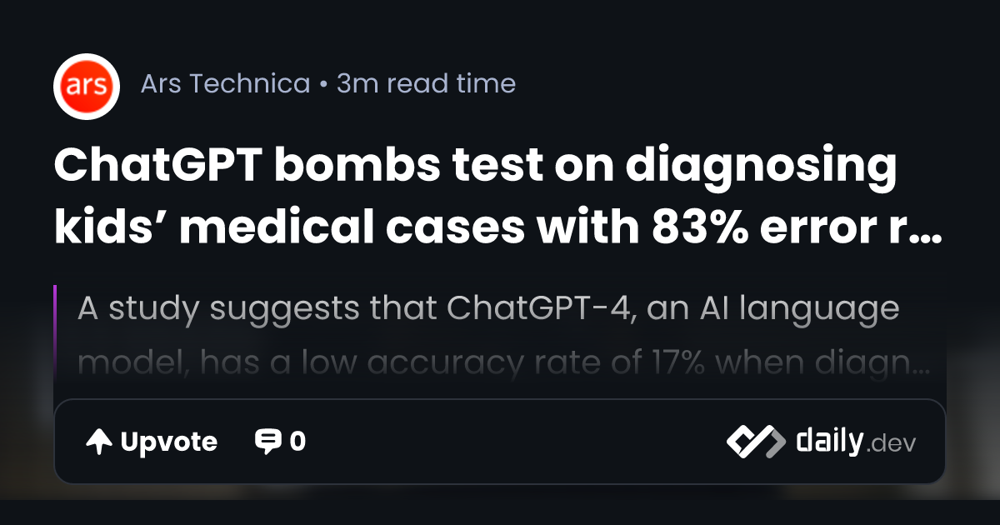 ars
Ars Technica • 3m read time
ChatGPT bombs test on diagnosing
kids’ medical cases with 83% error r…
A study suggests that ChatGPT-4, an AI language
model, has a low accuracy rate of 17% when diagn…
Upvote 0 daily.dev